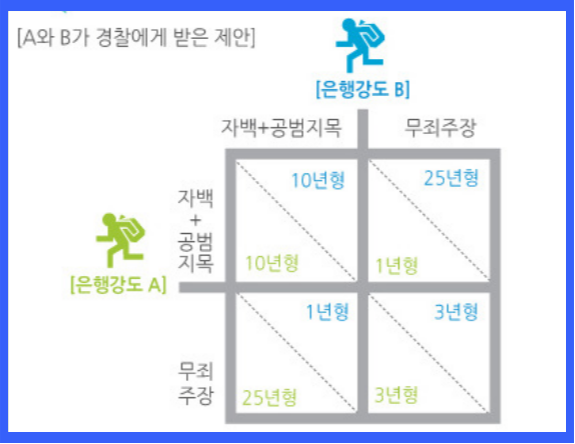 [A와 B가 경찰에게 받은 제안]
[은행강도 B]
자백+공범지목
무죄주장
자백
+
공범
지목
[은행강도 A]
10년형
10년형
25년형
1년형
무죄
주장
1년형
25년형
3년형
3년형